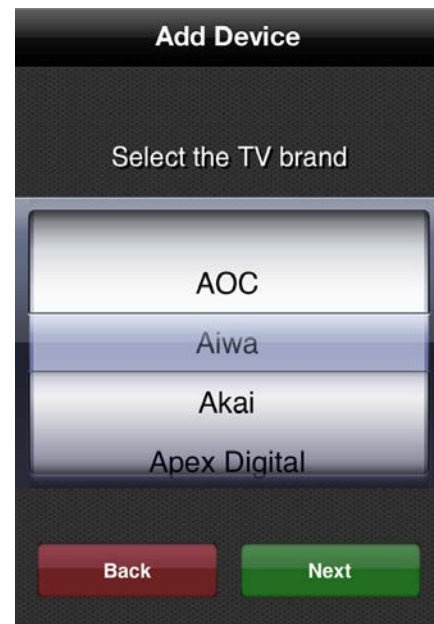 Add Device
Select the TV brand
AOC
Aiwa
Akai
Apex Digital
Back
Next